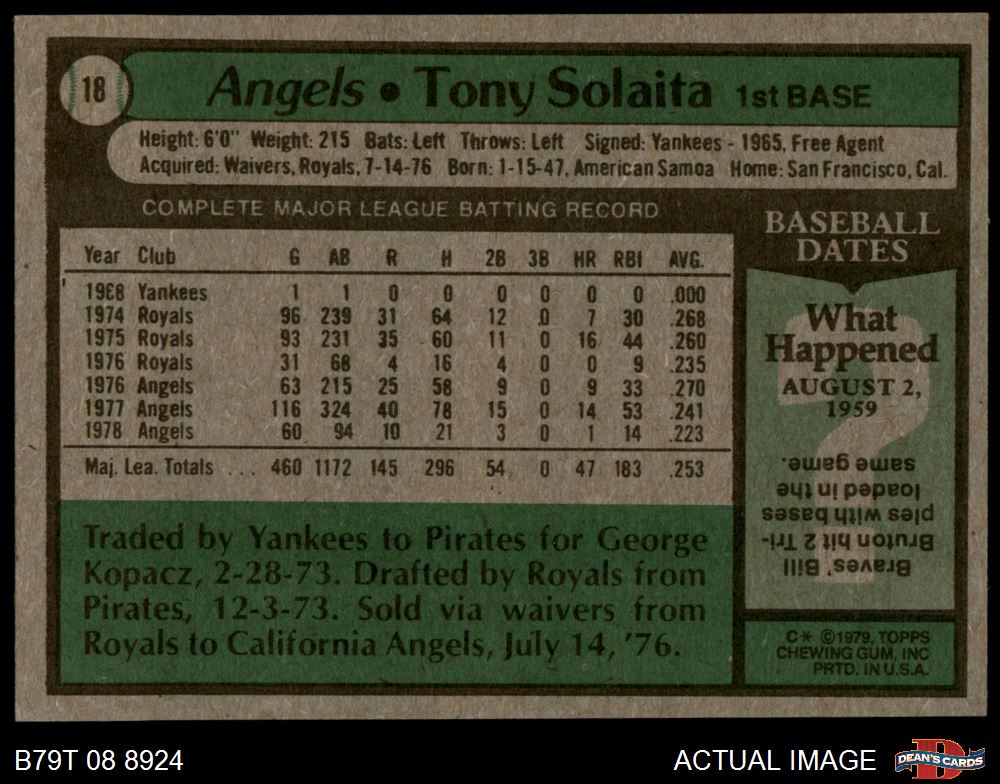 18
Angels • Tony Solaita 1st BASE
Height: 6'0" Weight: 215 Bats: Left Throws: Left Signed: Yankees - 1965, Free Agent
Acquired: Waivers, Royals, 7-14-76 Born: 1-15-47, American Samoa Home: San Francisco, Cal.
COMPLETE MAJOR LEAGUE BATTING RECORD
Year Club G AB R H 2B 3B HR RBI AVG.
1968 Yankees 1 1 0 0 0 0 0 0 .000
1974 Royals 96 239 31 64 12 0 7 30 .268
1975 Royals 93 231 35 60 11 0 16 44 .260
1976 Royals 31 68 4 16 4 0 0 9 .235
1976 Angels 63 215 25 58 9 0 9 33 .270
1977 Angels 116 324 40 78 15 0 14 53 .241
1978 Angels 60 94 10 21 3 0 1 14 .223
Maj. Lea. Totals ... 460 1172 145 296 54 0 47 183 .253
Traded by Yankees to Pirates for George
Kopacz, 2-28-73. Drafted by Royals from
Pirates, 12-3-73. Sold via waivers from
Royals to California Angels, July 14, '76.
BASEBALL
DATES
?
What
Happened
AUGUST 2,
1959
Braves' Bill
Bruton hit 2 Tri-
ples with bases
loaded in the
same game.
C* ©1979, TOPPS
CHEWING GUM, INC
PRTD. IN U.S.A.
B79T 08 8924
ACTUAL IMAGE
D
DEAN'S CARDS